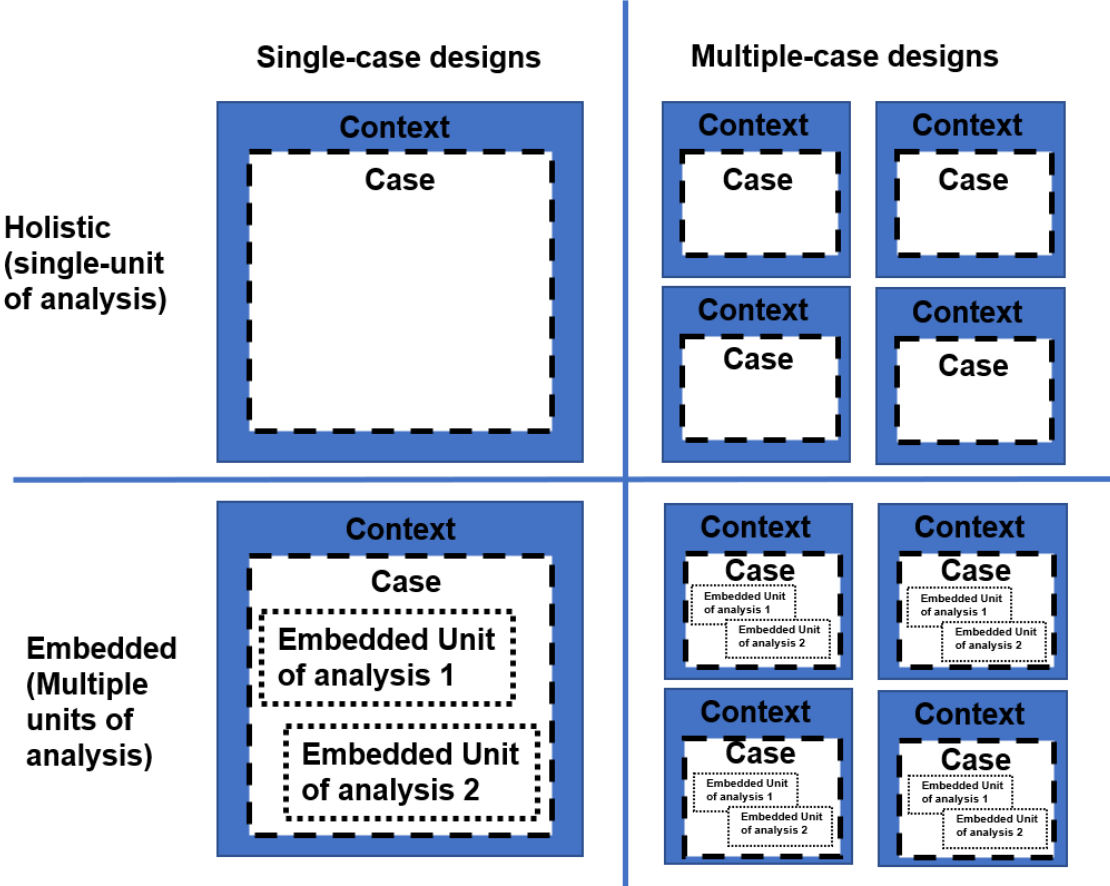 Single-case designs
Multiple-case designs
Holistic
(single-unit
of analysis)
Context
Case
Context
Case
Context
Case
Context
Case
Context
Case
Embedded
(Multiple
units of
analysis)
Context
Case
Embedded Unit
of analysis 1
Embedded Unit
of analysis 2
Context
Case
Embedded Unit
of analysis 1
Embedded Unit
of analysis 2
Context
Case
Embedded Unit
of analysis 1
Embedded Unit
of analysis 2
Context
Case
Embedded Unit
of analysis 1
Embedded Unit
of analysis 2
Context
Case
Embedded Unit
of analysis 1
Embedded Unit
of analysis 2